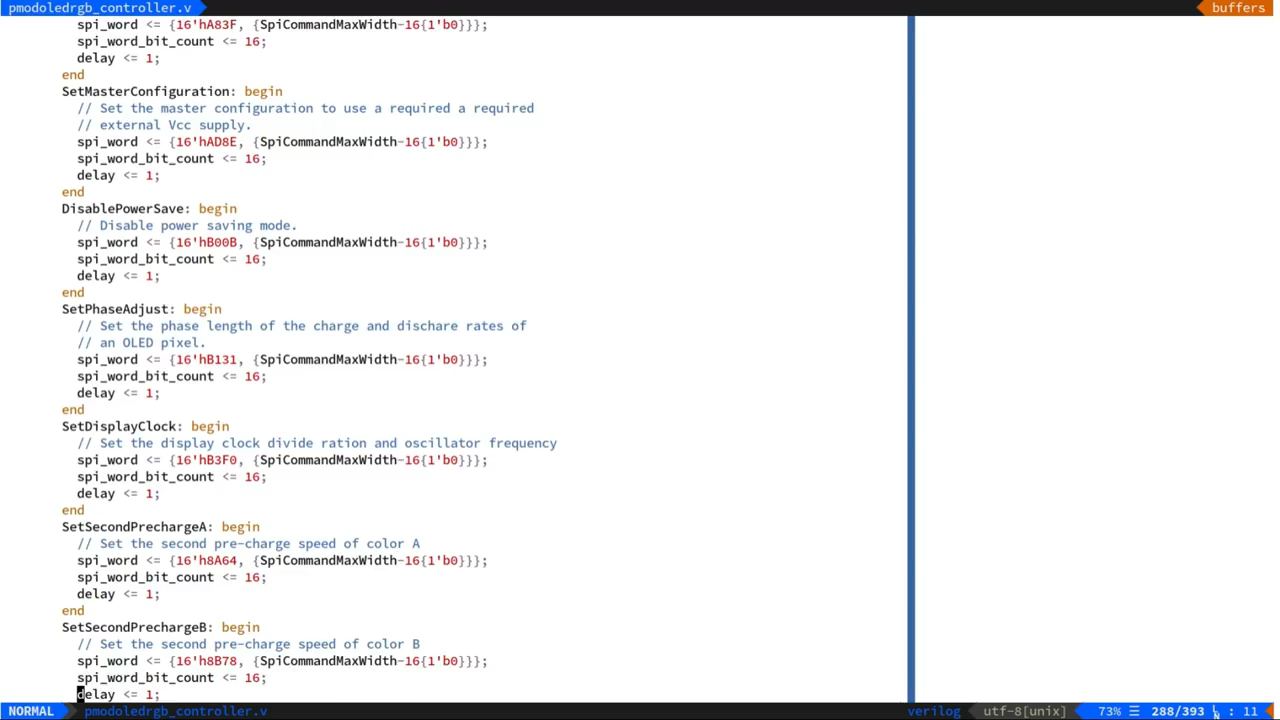 pmodoledrgb_controller.v buffers
spi_word <= {16'hA83F, {SpiCommandMaxWidth-16{1'b0}}};
spi_word_bit_count <= 16;
delay <= 1;
end
SetMasterConfiguration: begin
// Set the master configuration to use a required a required
// external Vcc supply.
spi_word <= {16'hAD8E, {SpiCommandMaxWidth-16{1'b0}}};
spi_word_bit_count <= 16;
delay <= 1;
end
DisablePowerSave: begin
// Disable power saving mode.
spi_word <= {16'hB00B, {SpiCommandMaxWidth-16{1'b0}}};
spi_word_bit_count <= 16;
delay <= 1;
end
SetPhaseAdjust: begin
// Set the phase length of the charge and dischare rates of
// an OLED pixel.
spi_word <= {16'hB131, {SpiCommandMaxWidth-16{1'b0}}};
spi_word_bit_count <= 16;
delay <= 1;
end
SetDisplayClock: begin
// Set the display clock divide ration and oscillator frequency
spi_word <= {16'hB3F0, {SpiCommandMaxWidth-16{1'b0}}};
spi_word_bit_count <= 16;
delay <= 1;
end
SetSecondPrechargeA: begin
// Set the second pre-charge speed of color A
spi_word <= {16'h8A64, {SpiCommandMaxWidth-16{1'b0}}};
spi_word_bit_count <= 16;
delay <= 1;
end
SetSecondPrechargeB: begin
// Set the second pre-charge speed of color B
spi_word <= {16'h8B78, {SpiCommandMaxWidth-16{1'b0}}};
spi_word_bit_count <= 16;
delay <= 1;
NORMAL pmodoledrgb_controller.v verilog utf-8[unix] 73% ☰ 288/393 : 11